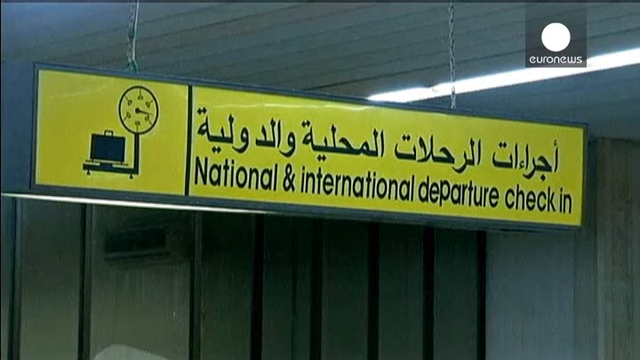 euronews
أجراءات الرحلات المحلية والدولية
National & international departure check in